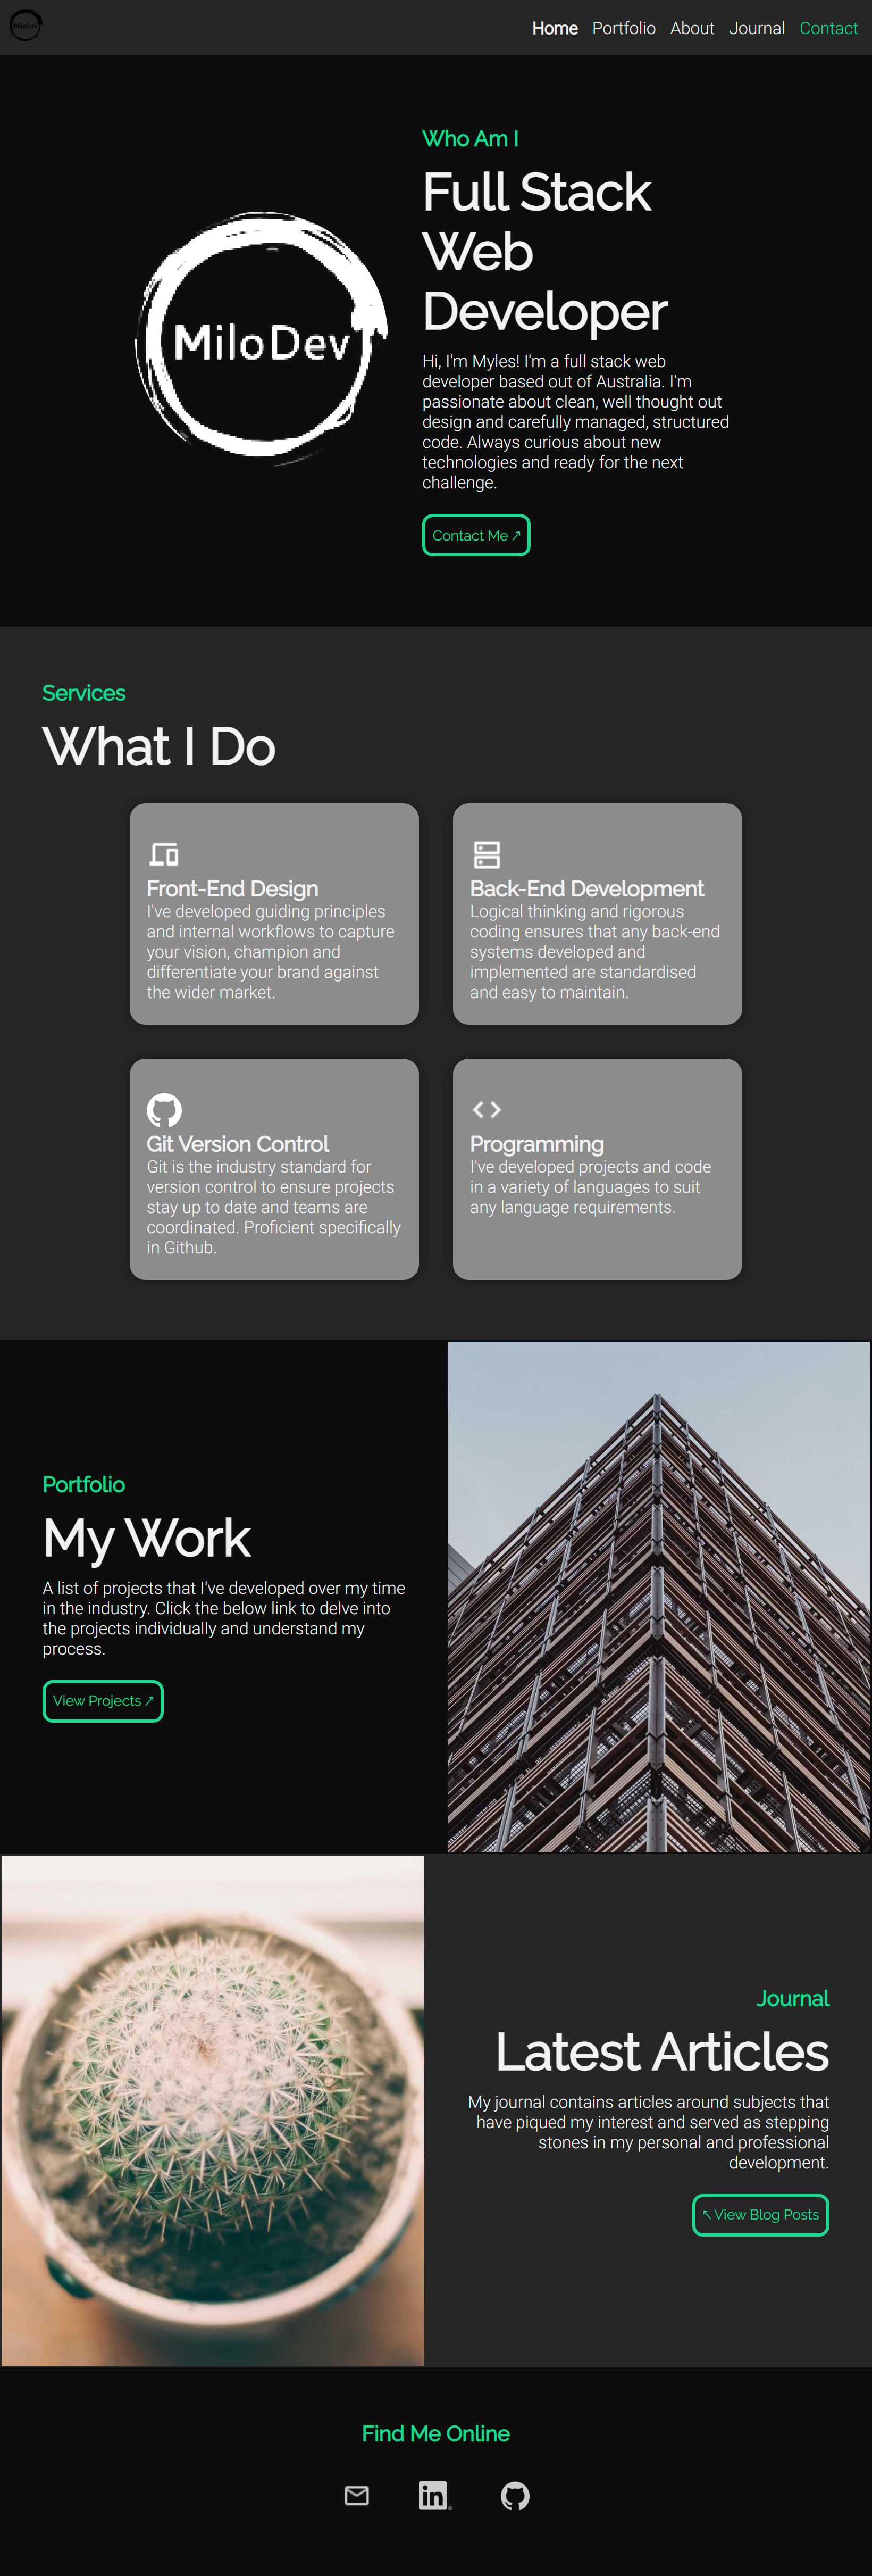 MiloDev
Home Portfolio About Journal Contact
Who Am I
Full Stack
Web
Developer
MiloDev
Hi, I'm Myles! I'm a full stack web
developer based out of Australia. I'm
passionate about clean, well thought out
design and carefully managed, structured
code. Always curious about new
technologies and ready for the next
challenge.
Contact Me ↗
Services
What I Do
Front-End Design
I've developed guiding principles
and internal workflows to capture
your vision, champion and
differentiate your brand against
the wider market.
Back-End Development
Logical thinking and rigorous
coding ensures that any back-end
systems developed and
implemented are standardised
and easy to maintain.
Git Version Control
Git is the industry standard for
version control to ensure projects
stay up to date and teams are
coordinated. Proficient specifically
in Github.
Programming
I've developed projects and code
in a variety of languages to suit
any language requirements.
Portfolio
My Work
A list of projects that I've developed over my time
in the industry. Click the below link to delve into
the projects individually and understand my
process.
View Projects ↗
Journal
Latest Articles
My journal contains articles around subjects that
have piqued my interest and served as stepping
stones in my personal and professional
development.
↖ View Blog Posts
Find Me Online
in